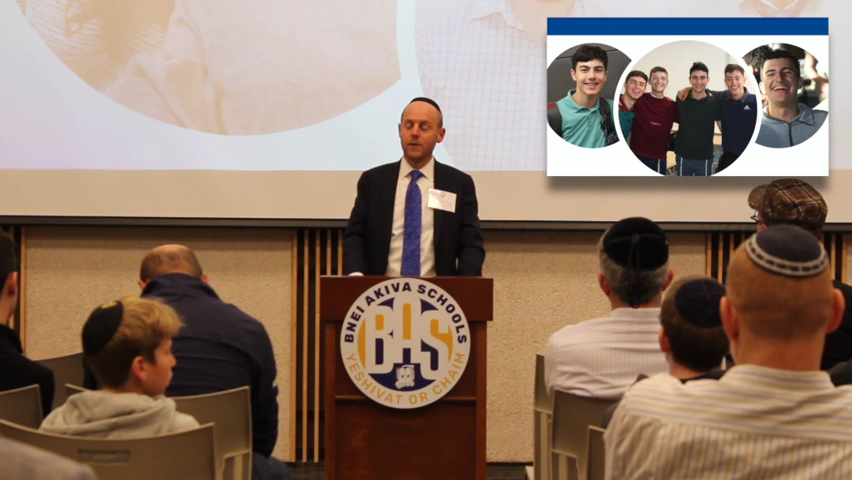 BNEI AKIVA SCHOOLS
BAS
YESHIVAT OR CHAIM